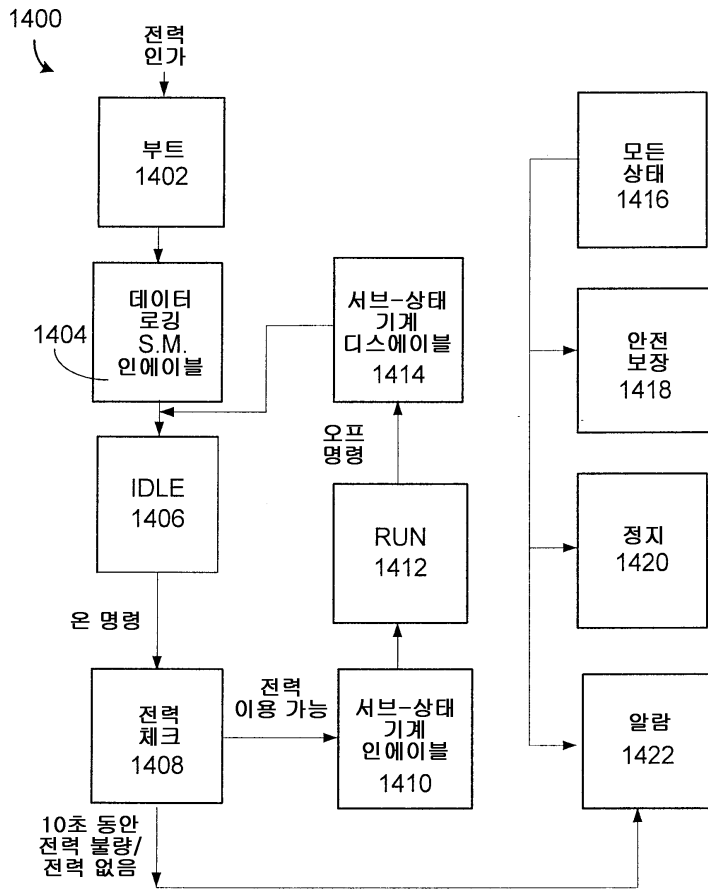 1400
전력
인가
부트
1402
데이터
로깅
S.M.
인에이블
1404
IDLE
1406
온 명령
전력
체크
1408
10초 동안
전력 불량/
전력 없음
전력
이용 가능
서브-상태
기계
인에이블
1410
RUN
1412
오프
명령
서브-상태
기계
디스에이블
1414
모든
상태
1416
안전
보장
1418
정지
1420
알람
1422